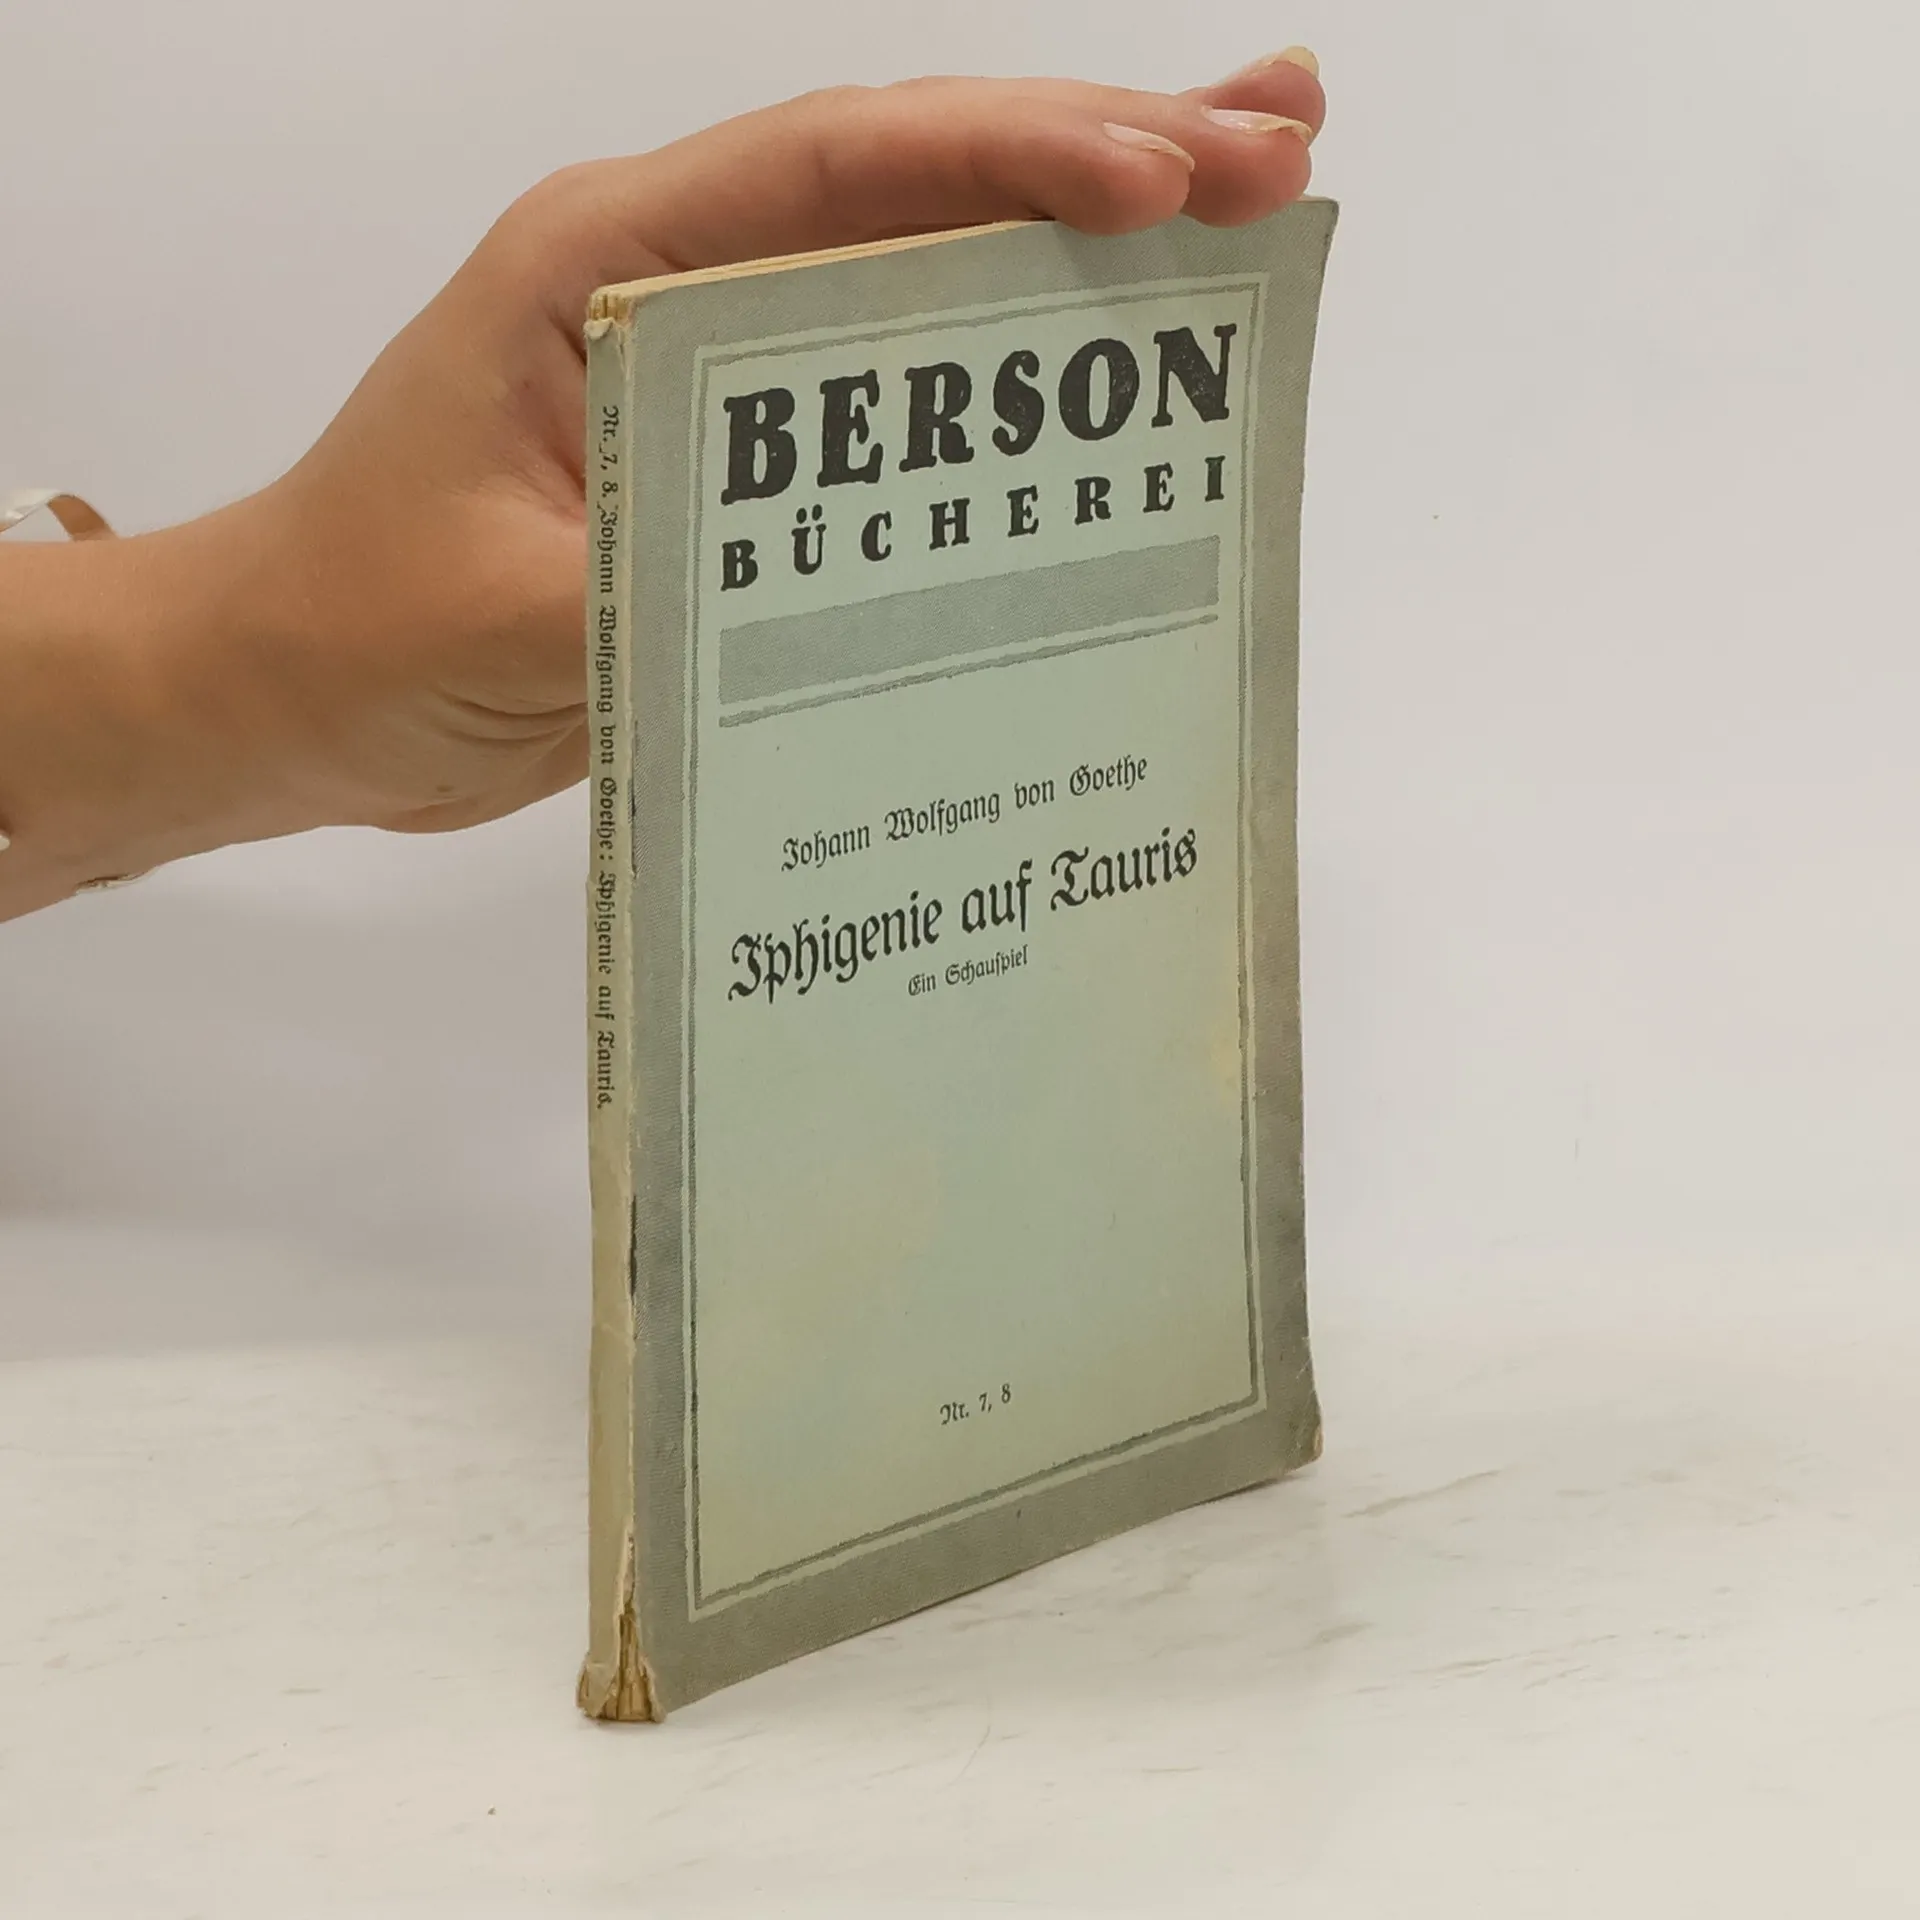 BERSON
BÜCHEREI
Johann Wolfgang von Goethe
Iphigenie auf Tauris
Ein Schauspiel
Nr. 7, 8
Nr. 7, 8. Johann Wolfgang von Goethe: Iphigenie auf Tauris.